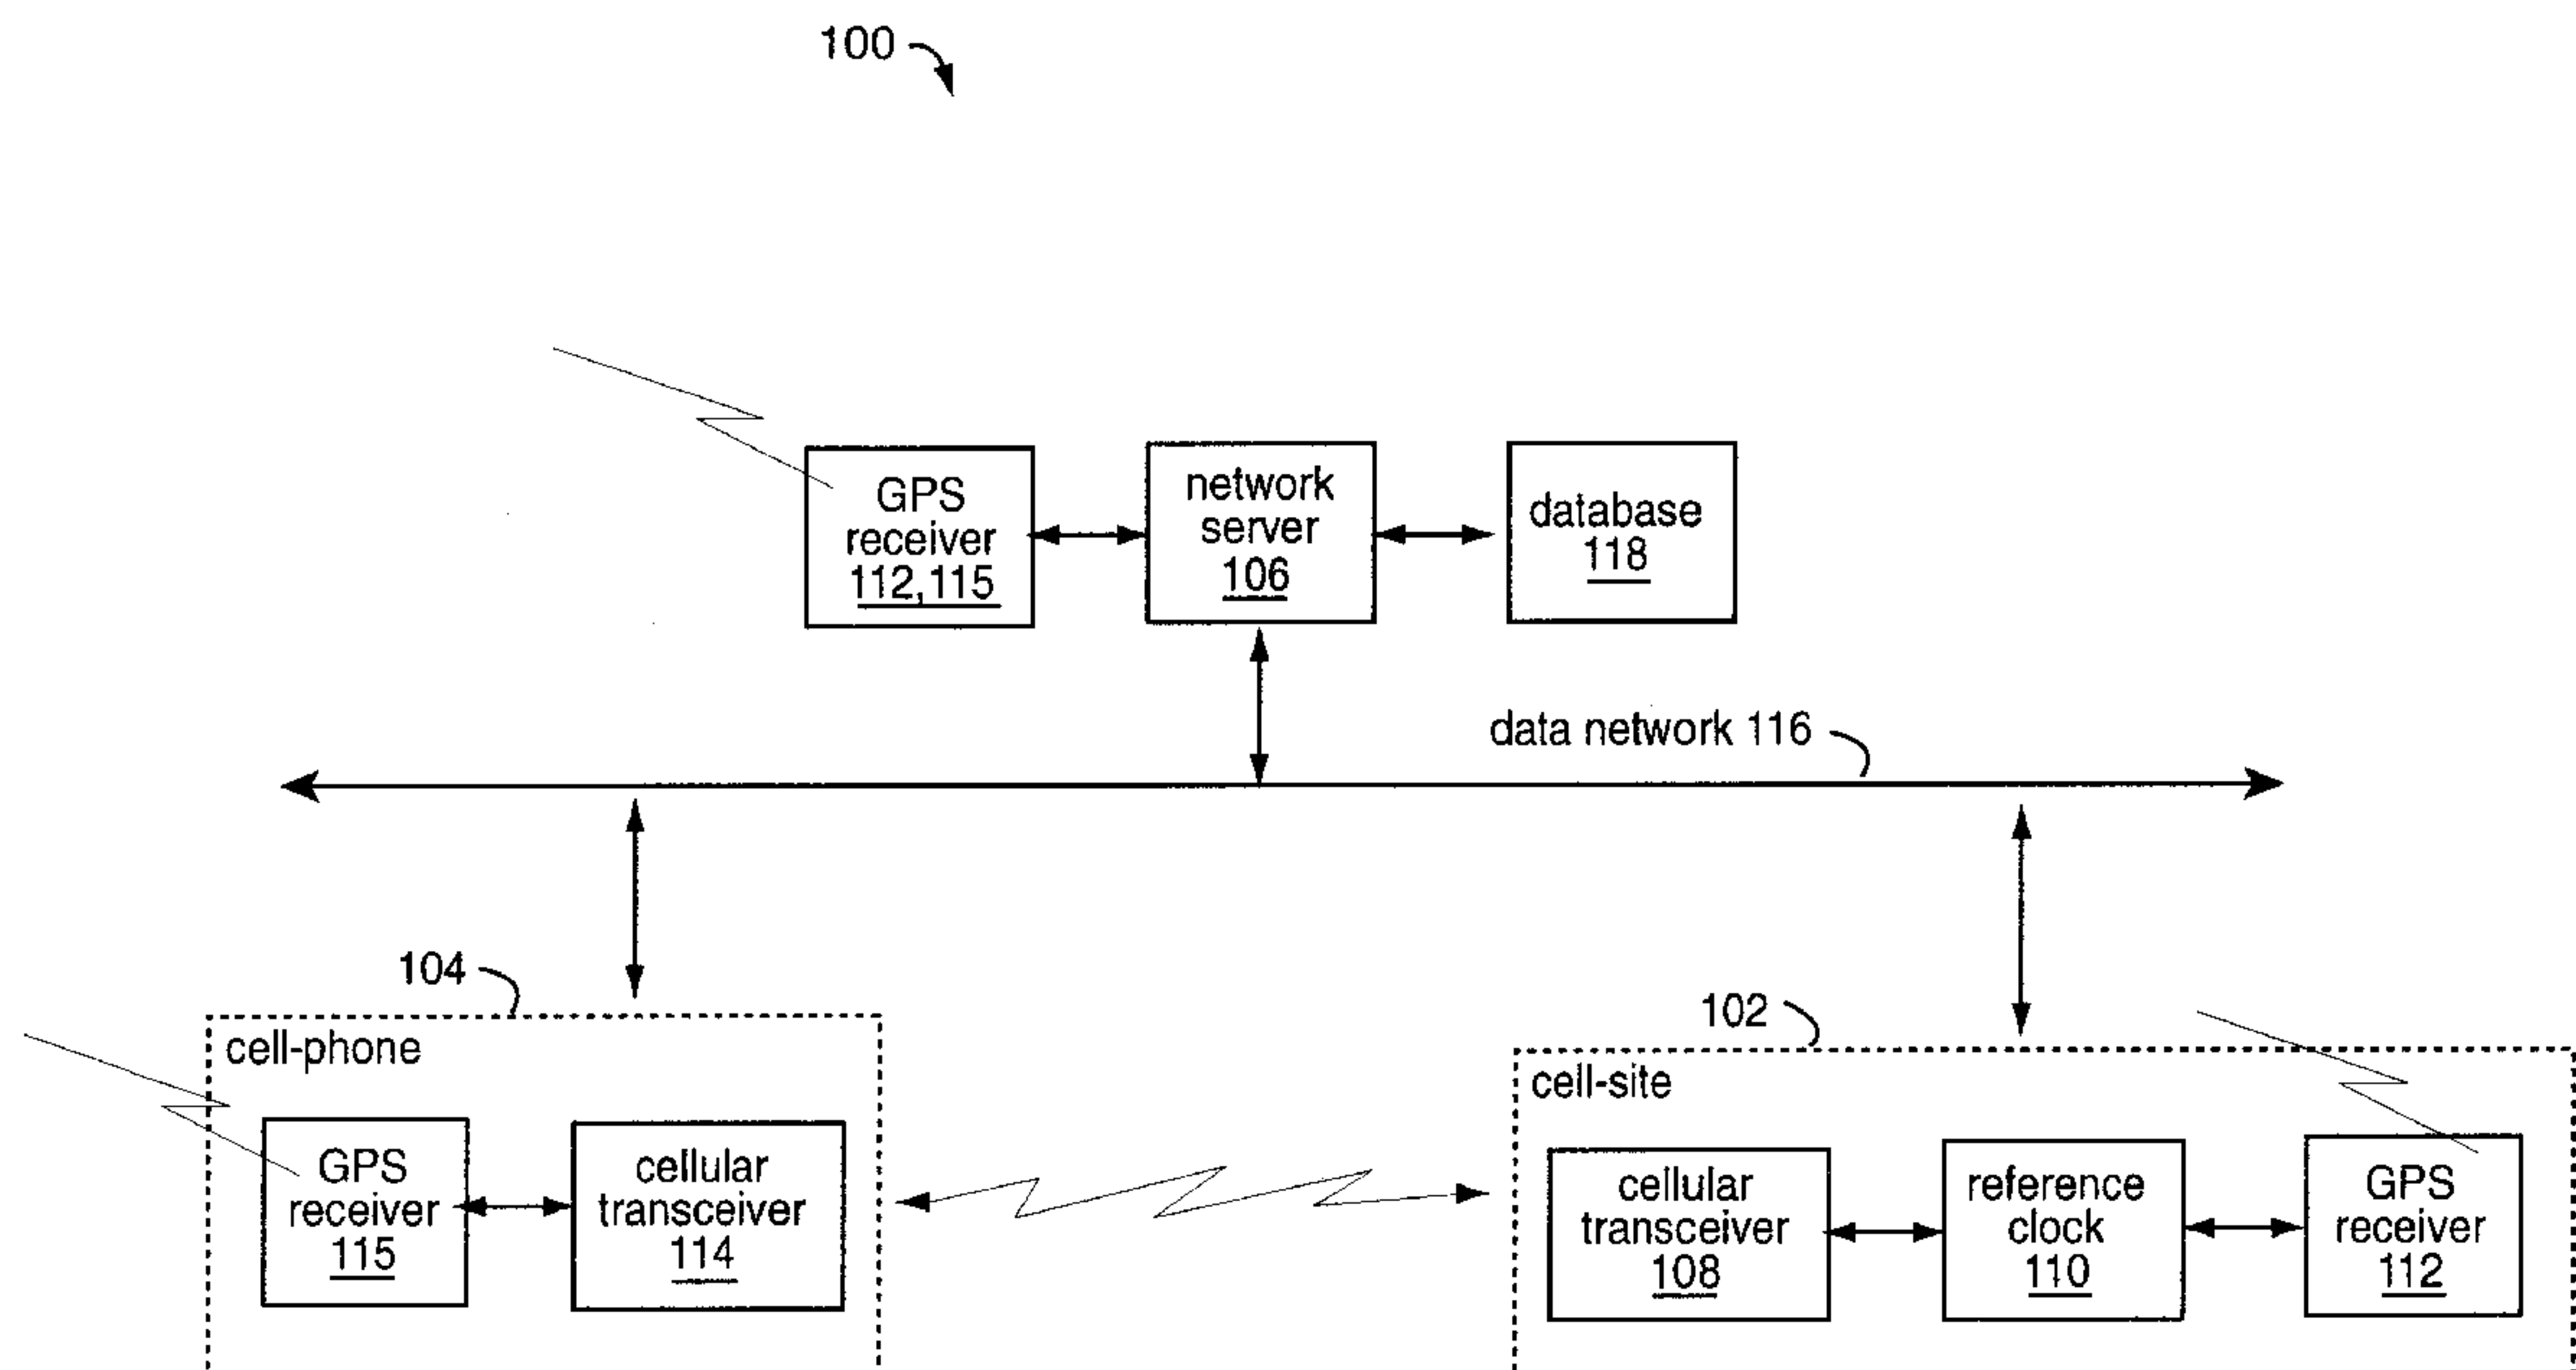 100
GPS
receiver
112,115
network
server
106
database
118
data network 116
104
cell-phone
GPS
receiver
115
cellular
transceiver
114
102
cell-site
cellular
transceiver
108
reference
clock
110
GPS
receiver
112